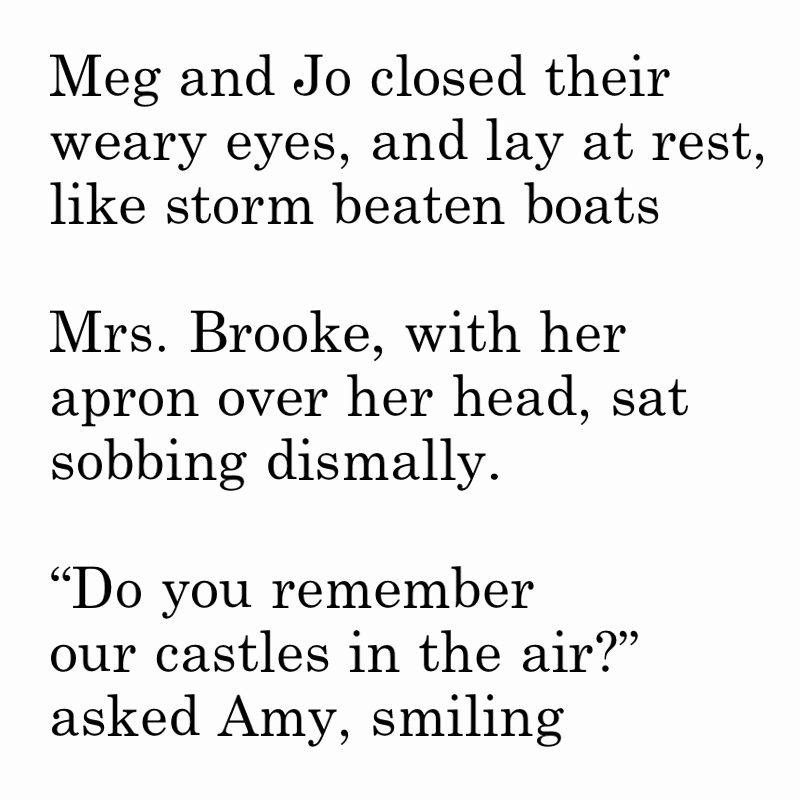 Meg and Jo closed their
weary eyes, and lay at rest,
like storm beaten boats
Mrs. Brooke, with her
apron over her head, sat
sobbing dismally.
“Do you remember
our castles in the air?”
asked Amy, smiling